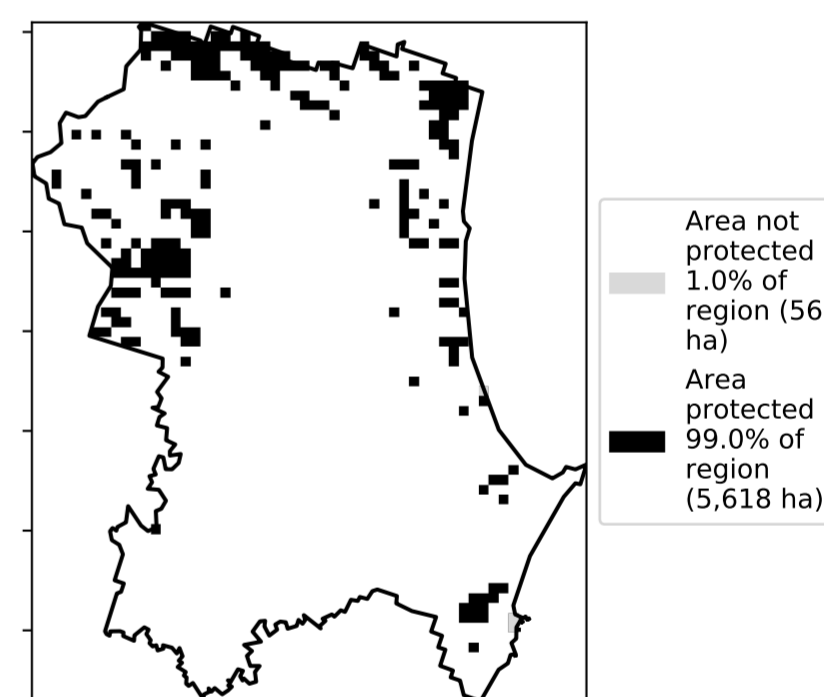 Area not
protected
1.0% of
region (56
ha)
Area
protected
99.0% of
region
(5,618 ha)